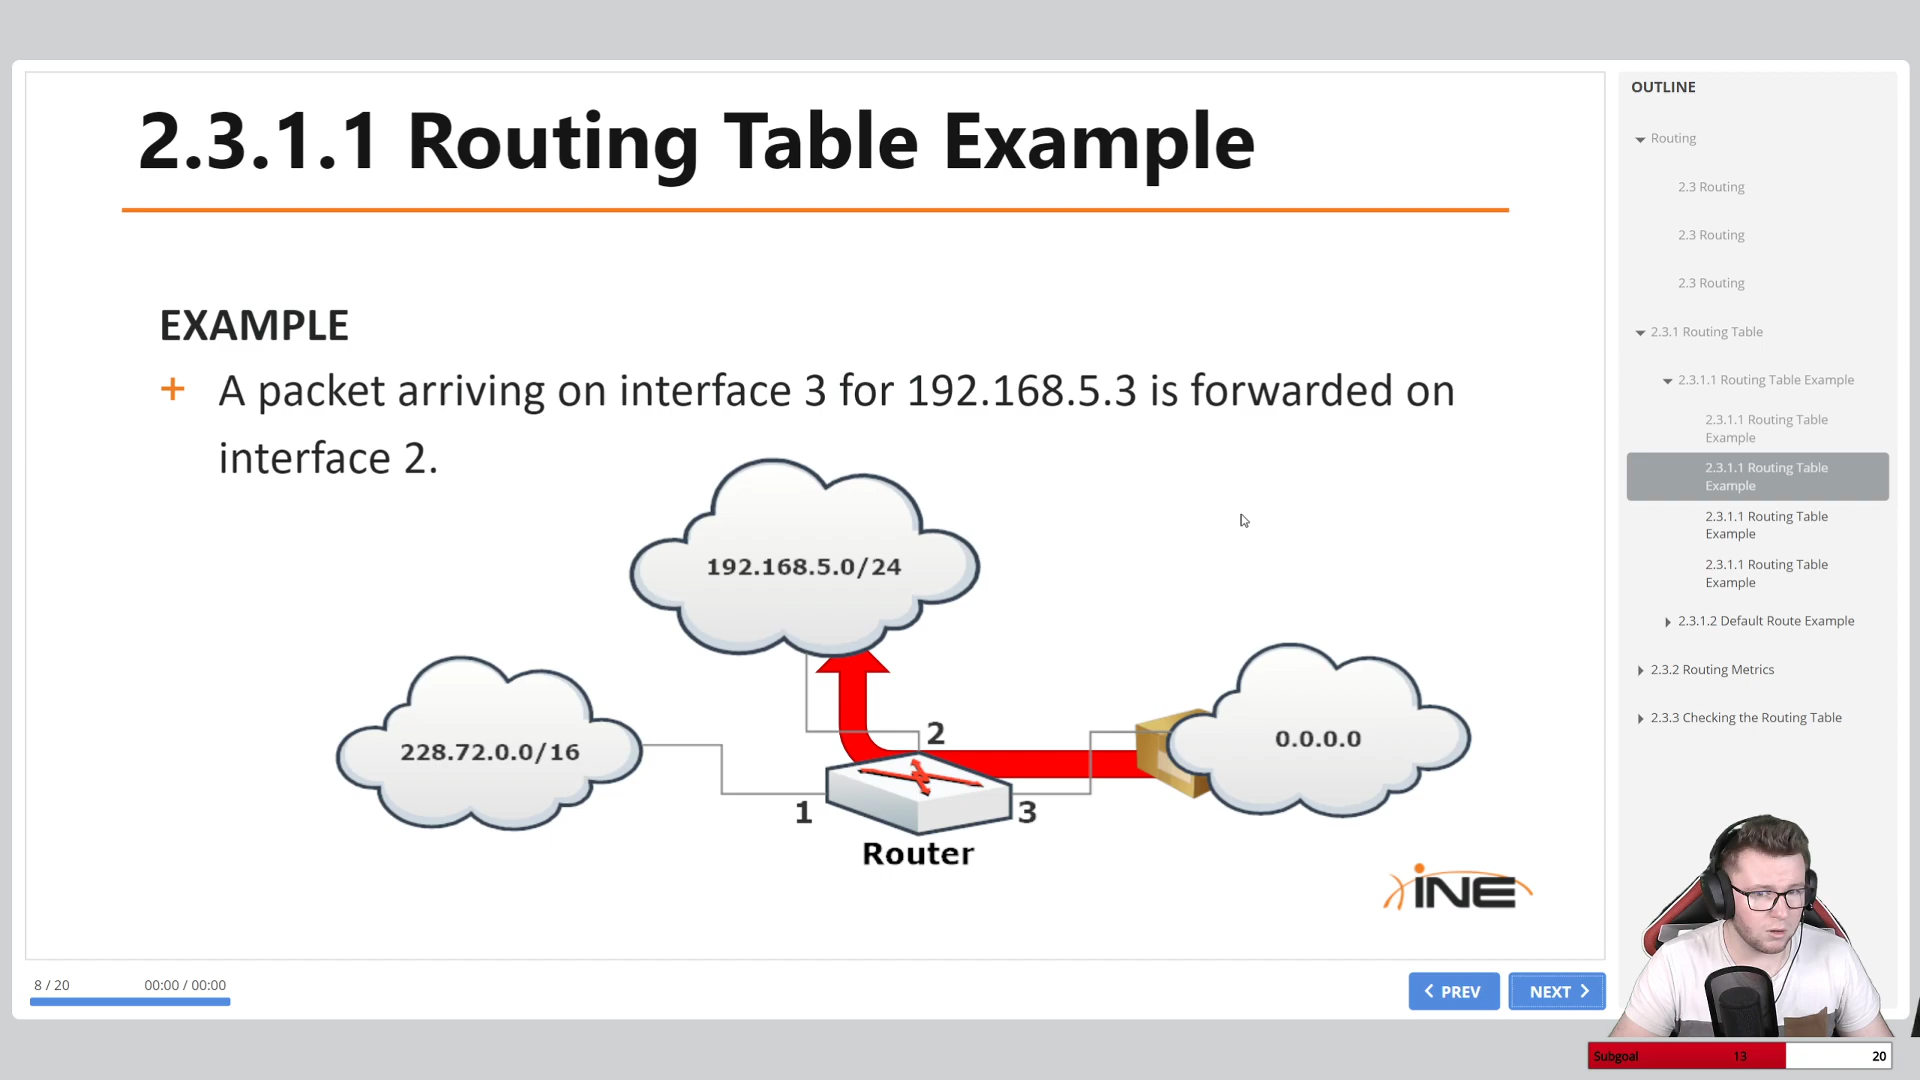 2.3.1.1 Routing Table Example
EXAMPLE
+ A packet arriving on interface 3 for 192.168.5.3 is forwarded on
interface 2.
192.168.5.0/24
228.72.0.0/16
0.0.0.0
2
1
3
Router
INE
8 / 20
00:00 / 00:00
PREV
NEXT
OUTLINE
Routing
2.3 Routing
2.3 Routing
2.3 Routing
2.3.1 Routing Table
2.3.1.1 Routing Table Example
2.3.1.1 Routing Table
Example
2.3.1.1 Routing Table
Example
2.3.1.1 Routing Table
Example
2.3.1.1 Routing Table
Example
2.3.1.2 Default Route Example
2.3.2 Routing Metrics
2.3.3 Checking the Routing Table
Subgoal 13 20